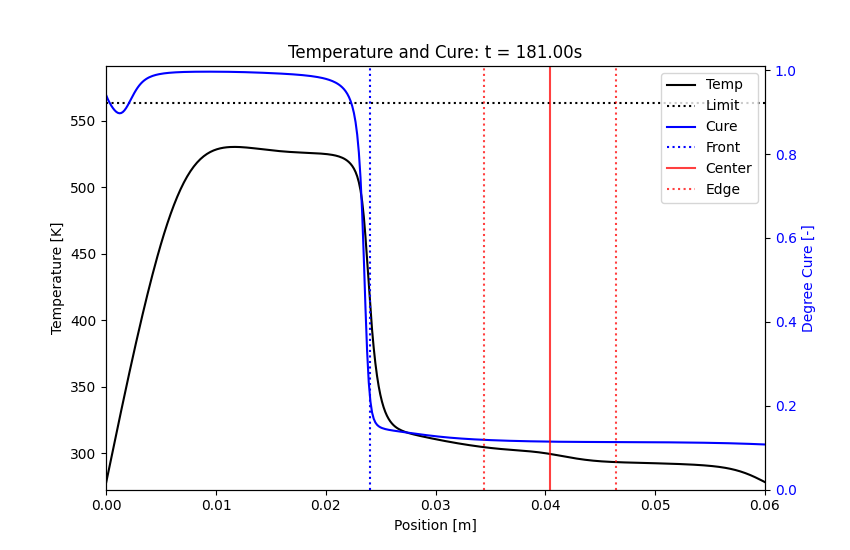 Temperature and Cure: t = 181.00s
Temperature [K]
550
500
450
400
350
300
Temp
Limit
Cure
Front
Center
Edge
1.0
0.8
0.6
0.4
0.2
0.0
Degree Cure [-]
0.00
0.01
0.02
0.03
0.04
0.05
0.06
Position [m]